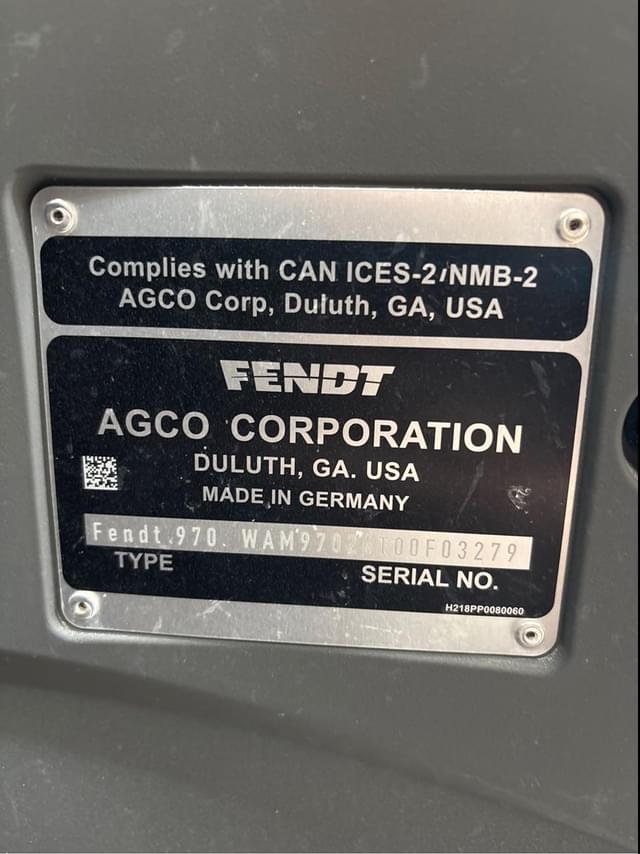 Complies with CAN ICES-2/NMB-2
AGCO Corp, Duluth, GA, USA
FENDT
AGCO CORPORATION
DULUTH, GA. USA
MADE IN GERMANY
Fendt.970.
TYPE
SERIAL NO.
H218PP0080060